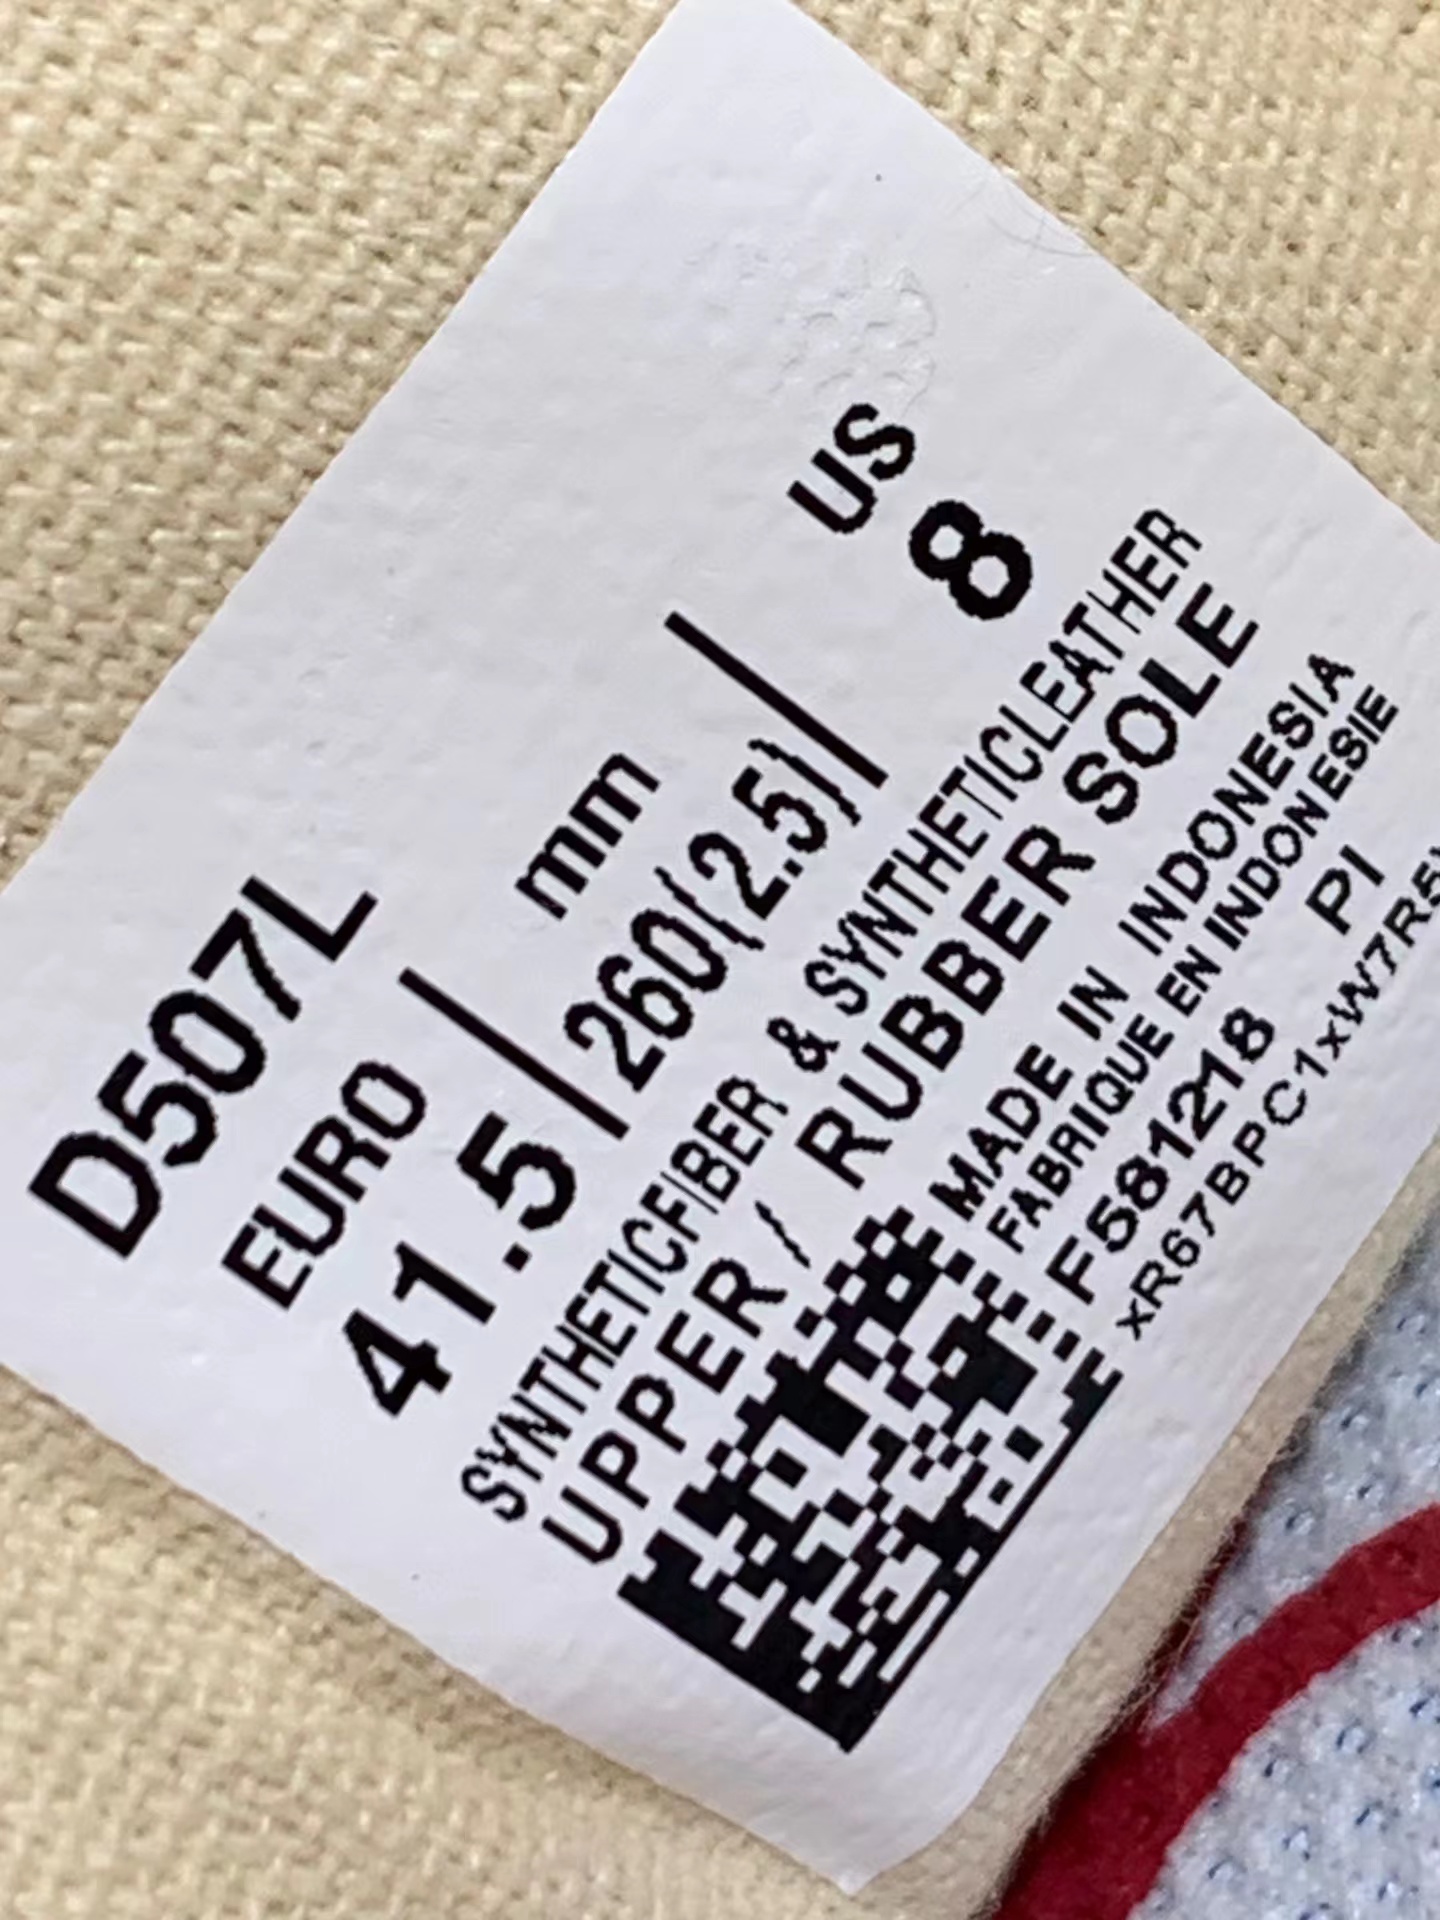 D507L
EURO mm US
41.5 260(2.5) 8
SYNTHETICFIBER & SYNTHETICLEATHER
UPPER / RUBBER SOLE
MADE IN INDONESIA
FABRIQUE EN INDONESIE
F581218 PI
xR67BPC1xW7R5